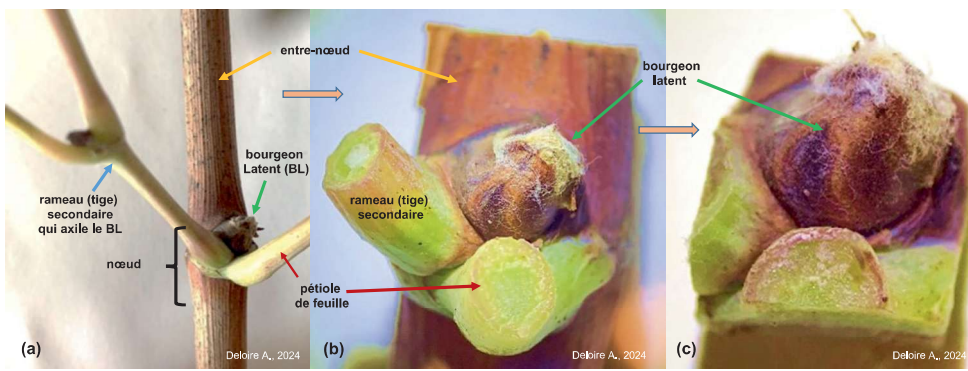 entre-nœud
bourgeon
latent
bourgeon
Latent (BL)
rameau (tige)
secondaire
qui axile le BL
rameau (tige)
secondaire
nœud
pétiole
de feuille
(a)
Deloire A., 2024
(b)
Deloire A., 2024
(c)
Deloire A., 2024